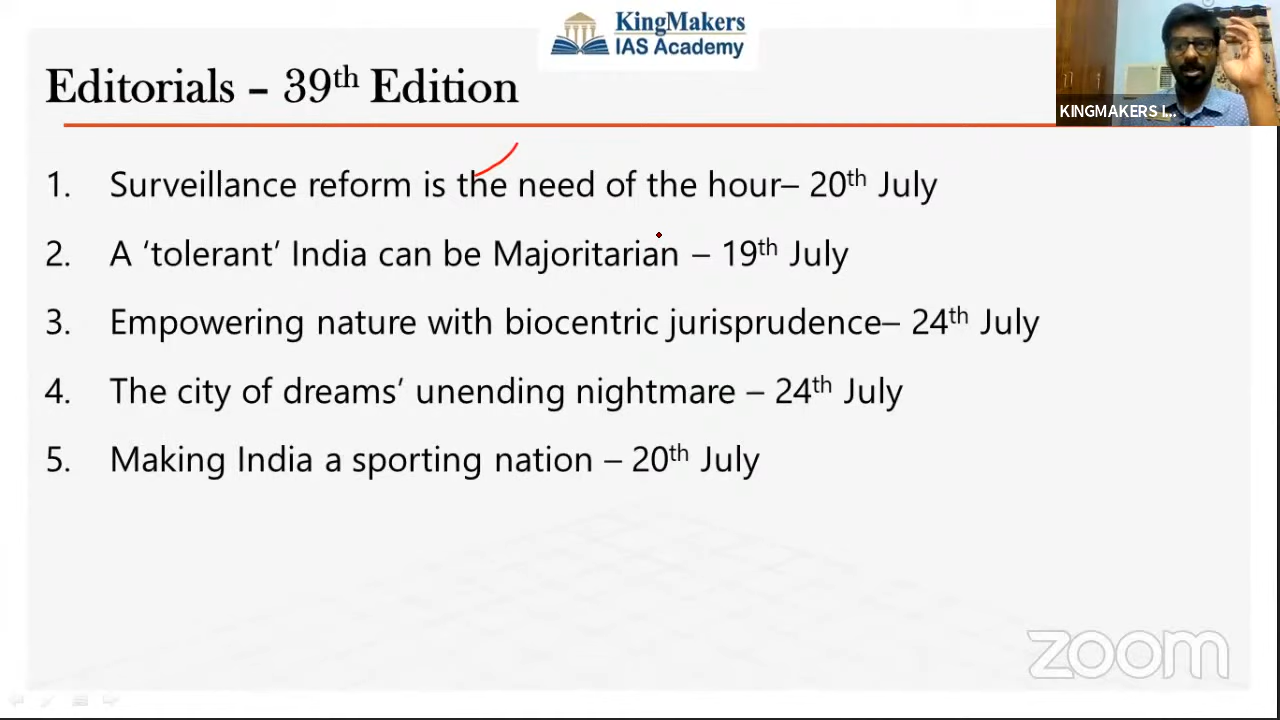 KingMakers
IAS Academy
KINGMAKERS I...
Editorials – 39th Edition
1. Surveillance reform is the need of the hour– 20th July
2. A ‘tolerant’ India can be Majoritarian – 19th July
3. Empowering nature with biocentric jurisprudence– 24th July
4. The city of dreams’ unending nightmare – 24th July
5. Making India a sporting nation – 20th July
zoom